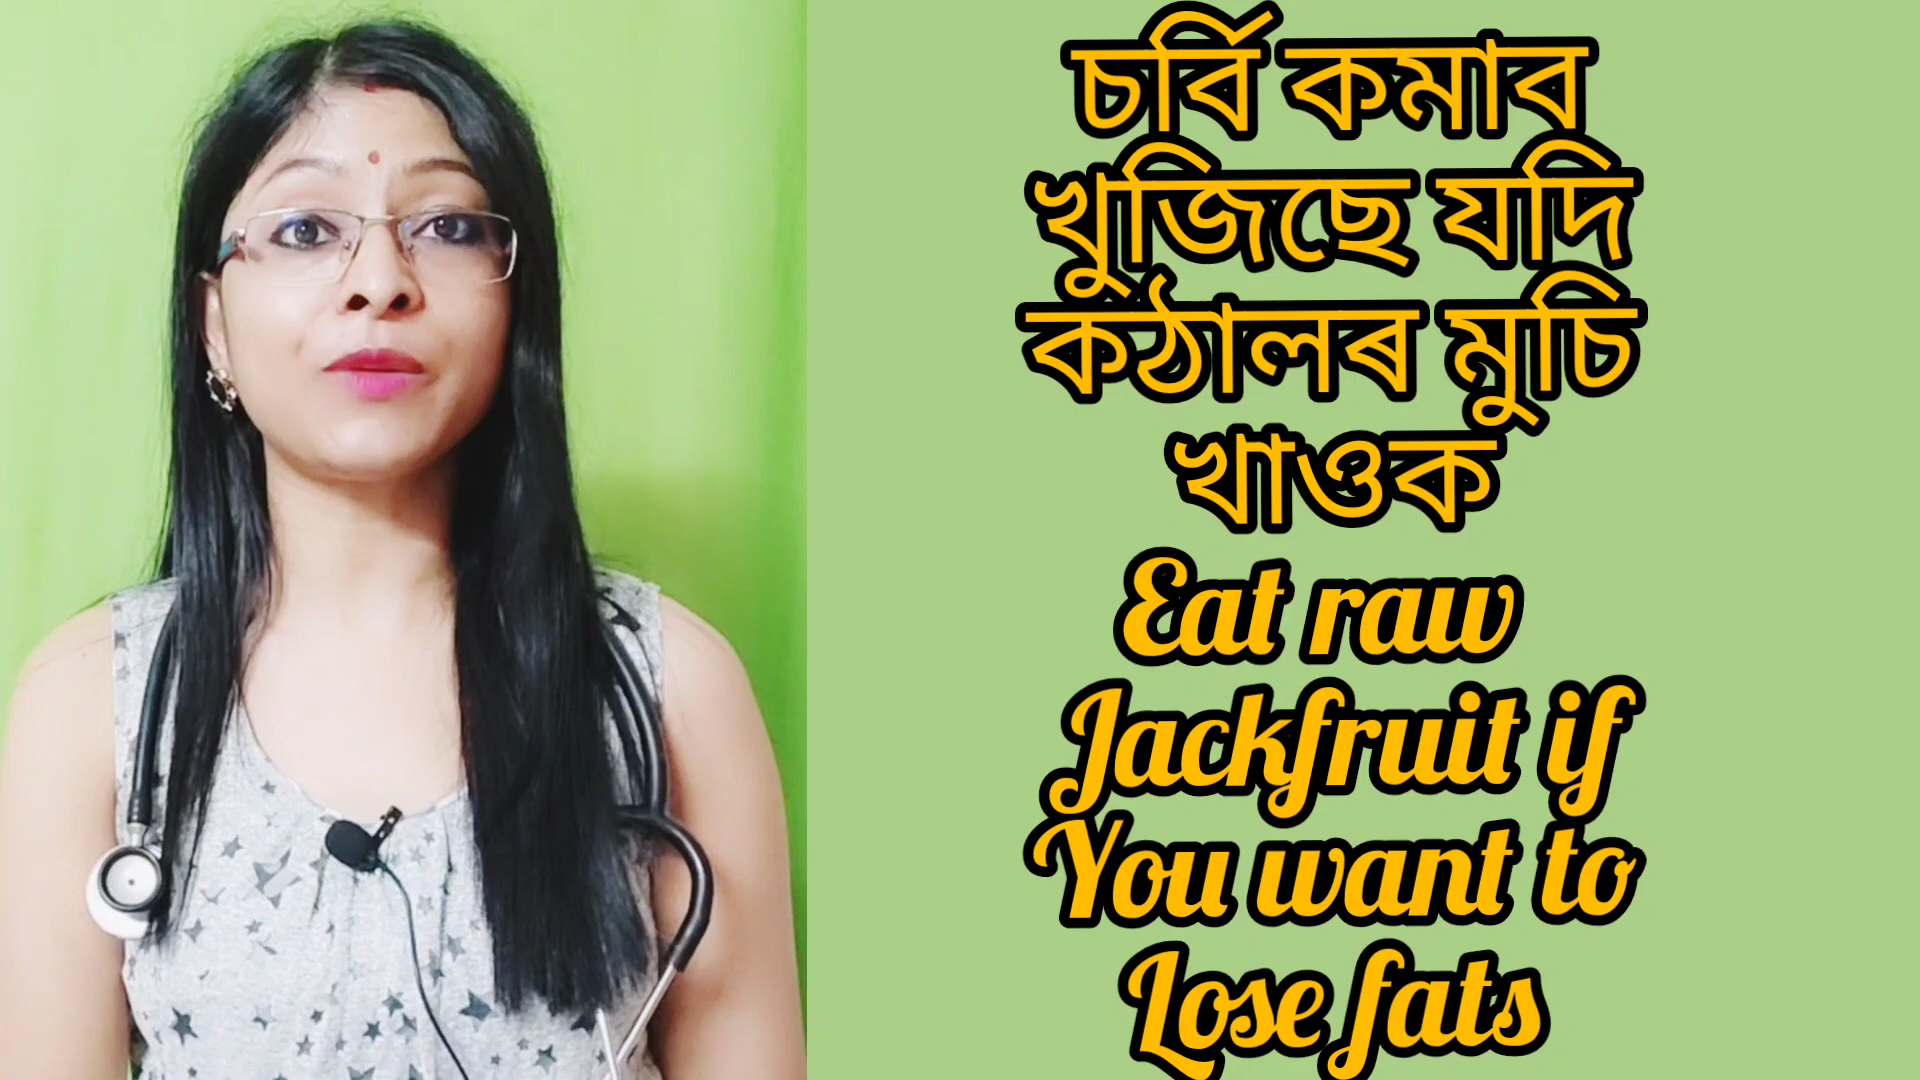 চৰ্বি কমাব
খুজিছে যদি
কঠালৰ মুচি
খাওক
Eat raw
Jackfruit if
You want to
Lose fats